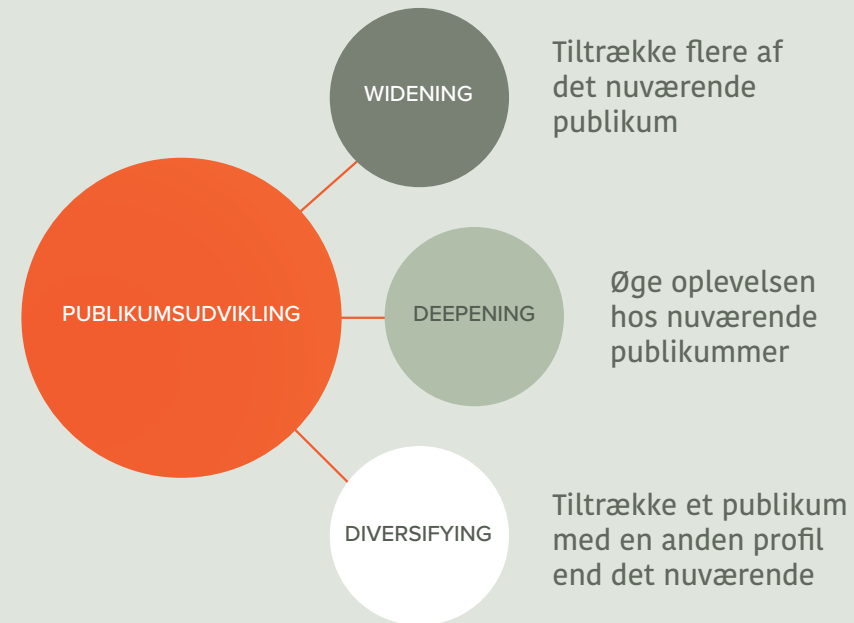 PUBLIKUMSUDVIKLING
WIDENING
Tiltrække flere af
det nuværende
publikum
DEEPENING
Øge oplevelsen
hos nuværende
publikummer
DIVERSIFYING
Tiltrække et publikum
med en anden profil
end det nuværende